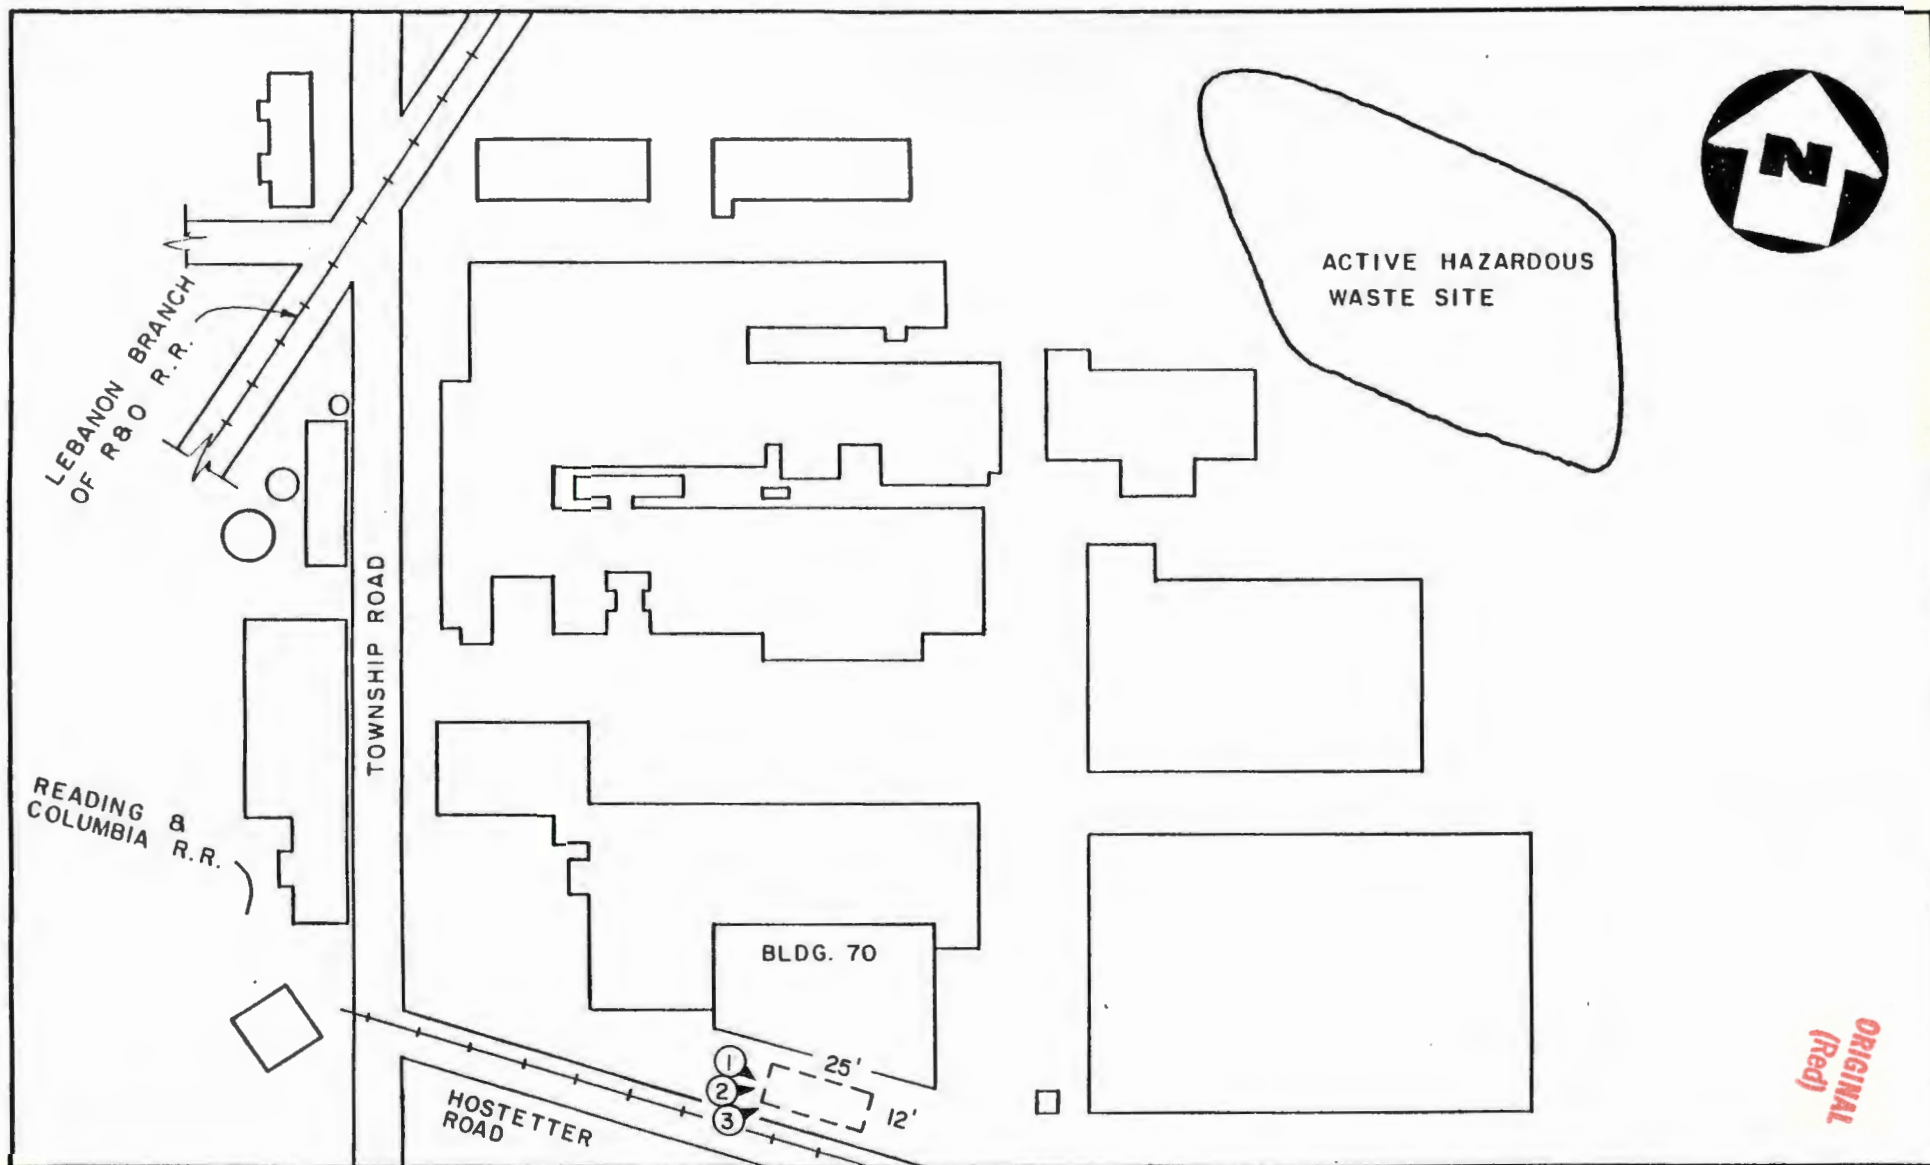 N
ACTIVE HAZARDOUS
WASTE SITE
LEBANON BRANCH
OF R&O R.R.
TOWNSHIP ROAD
READING &
COLUMBIA R.R.
BLDG. 70
25'
12'
1
2
3
HOSTETTER
ROAD
ORIGINAL
(Red)